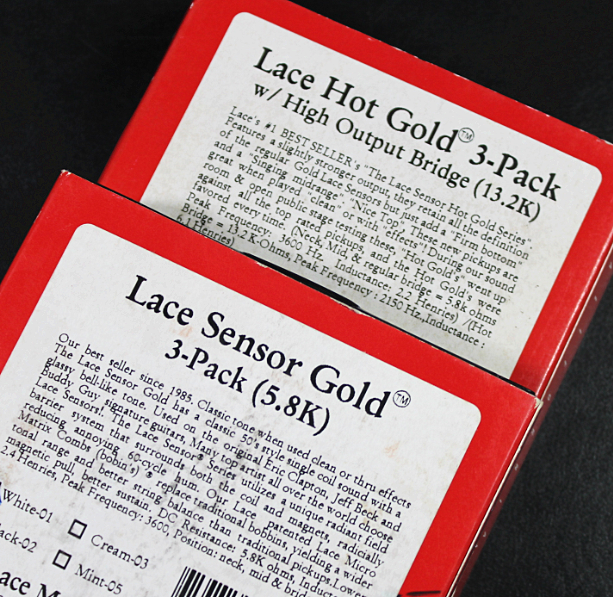 Lace Hot Gold™ 3-Pack
w/ High Output Bridge (13.2K)
Lace's #1 BEST SELLER's "The Lace Sensor Hot Gold Series".
Features a slightly stronger output, they retain all the definition
of the regular Gold Lace Sensors but just add a "Firm bottom"
and a "Singing midrange" "Nice Top". These new pickups are
great when played "clean" or with "effects". During our sound
room & open public stage testing these "Hot Gold's" went up
against all the top rated pickups, and the Hot Gold's were
favored every time. (Neck, Mid, & regular bridge = 5.8k ohms
Peak Frequency: 3600 Hz, Inductance: 2.2 Henries) /(Hot
Bridge = 13.2 K-Ohms, Peak Frequency : 2150 Hz,Inductance :
6.1 Henries)
Lace Sensor Gold™
3-Pack (5.8K)
Our best seller since 1985, Classic tone when used clean or thru effects
The Lace Sensor Gold has a classic 50's style single coil sound with a
glassy bell-like tone. Used on the original Eric Clapton, Jeff Beck and
Buddy Guy signature guitars, Many top artist all over the world choose
Lace Sensors! The Lace Sensor® Series utilizes a unique radiant field
barrier system that surrounds both the coil and magnets, radically
reducing annoying 60-cycle hum. Our Lace patented Lace Micro
Matrix Combs (bobin's) ® replace traditional bobbins, yielding a wider
tonal range and better string balance than traditional pickups.Lower
magnetic pull, better sustain. DC Resistance: 5.8K ohms, Inductance
2.4 Henries, Peak Frequency: 3600, Position: neck, mid & bridge
White-01
Cream-03
ack-02
Mint-05
ace M